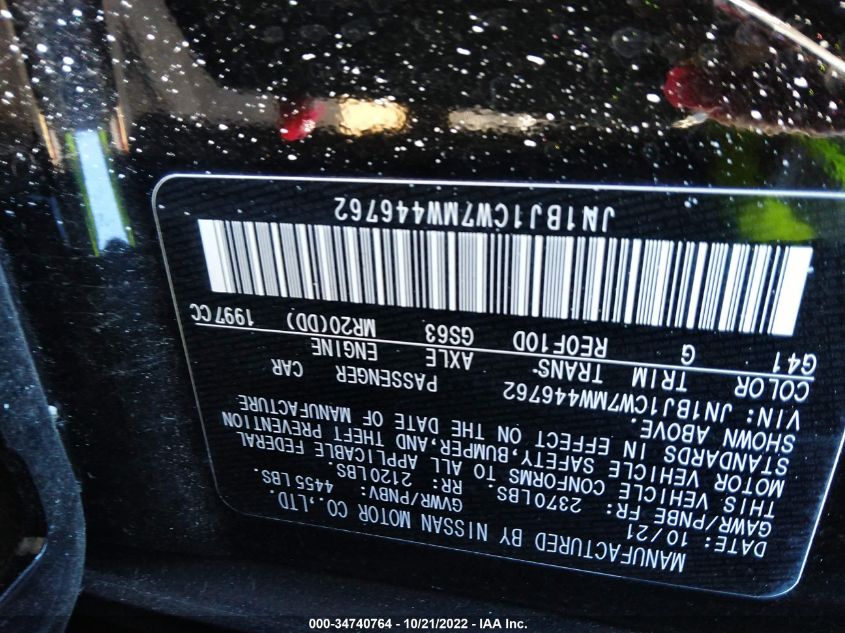 MANUFACTURED BY NISSAN MOTOR CO.,LTD.
DATE: 10/21 GVWR/PNBV: 4455 LBS.
GAWR/PNBE FR: 2370LBS. RR: 2120LBS.
THIS VEHICLE CONFORMS TO ALL APPLICABLE FEDERAL
MOTOR VEHICLE SAFETY,BUMPER,AND THEFT PREVENTION
STANDARDS IN EFFECT ON THE DATE OF MANUFACTURE
SHOWN ABOVE.
VIN: JN1BJ1CW7MW446762 PASSENGER CAR
COLOR TRIM TRANS AXLE ENGINE
G41 G RE0F10D GS63 MR20(DD) 1997CC
JN1BJ1CW7MW446762
000-34740764 - 10/21/2022 - IAA Inc.